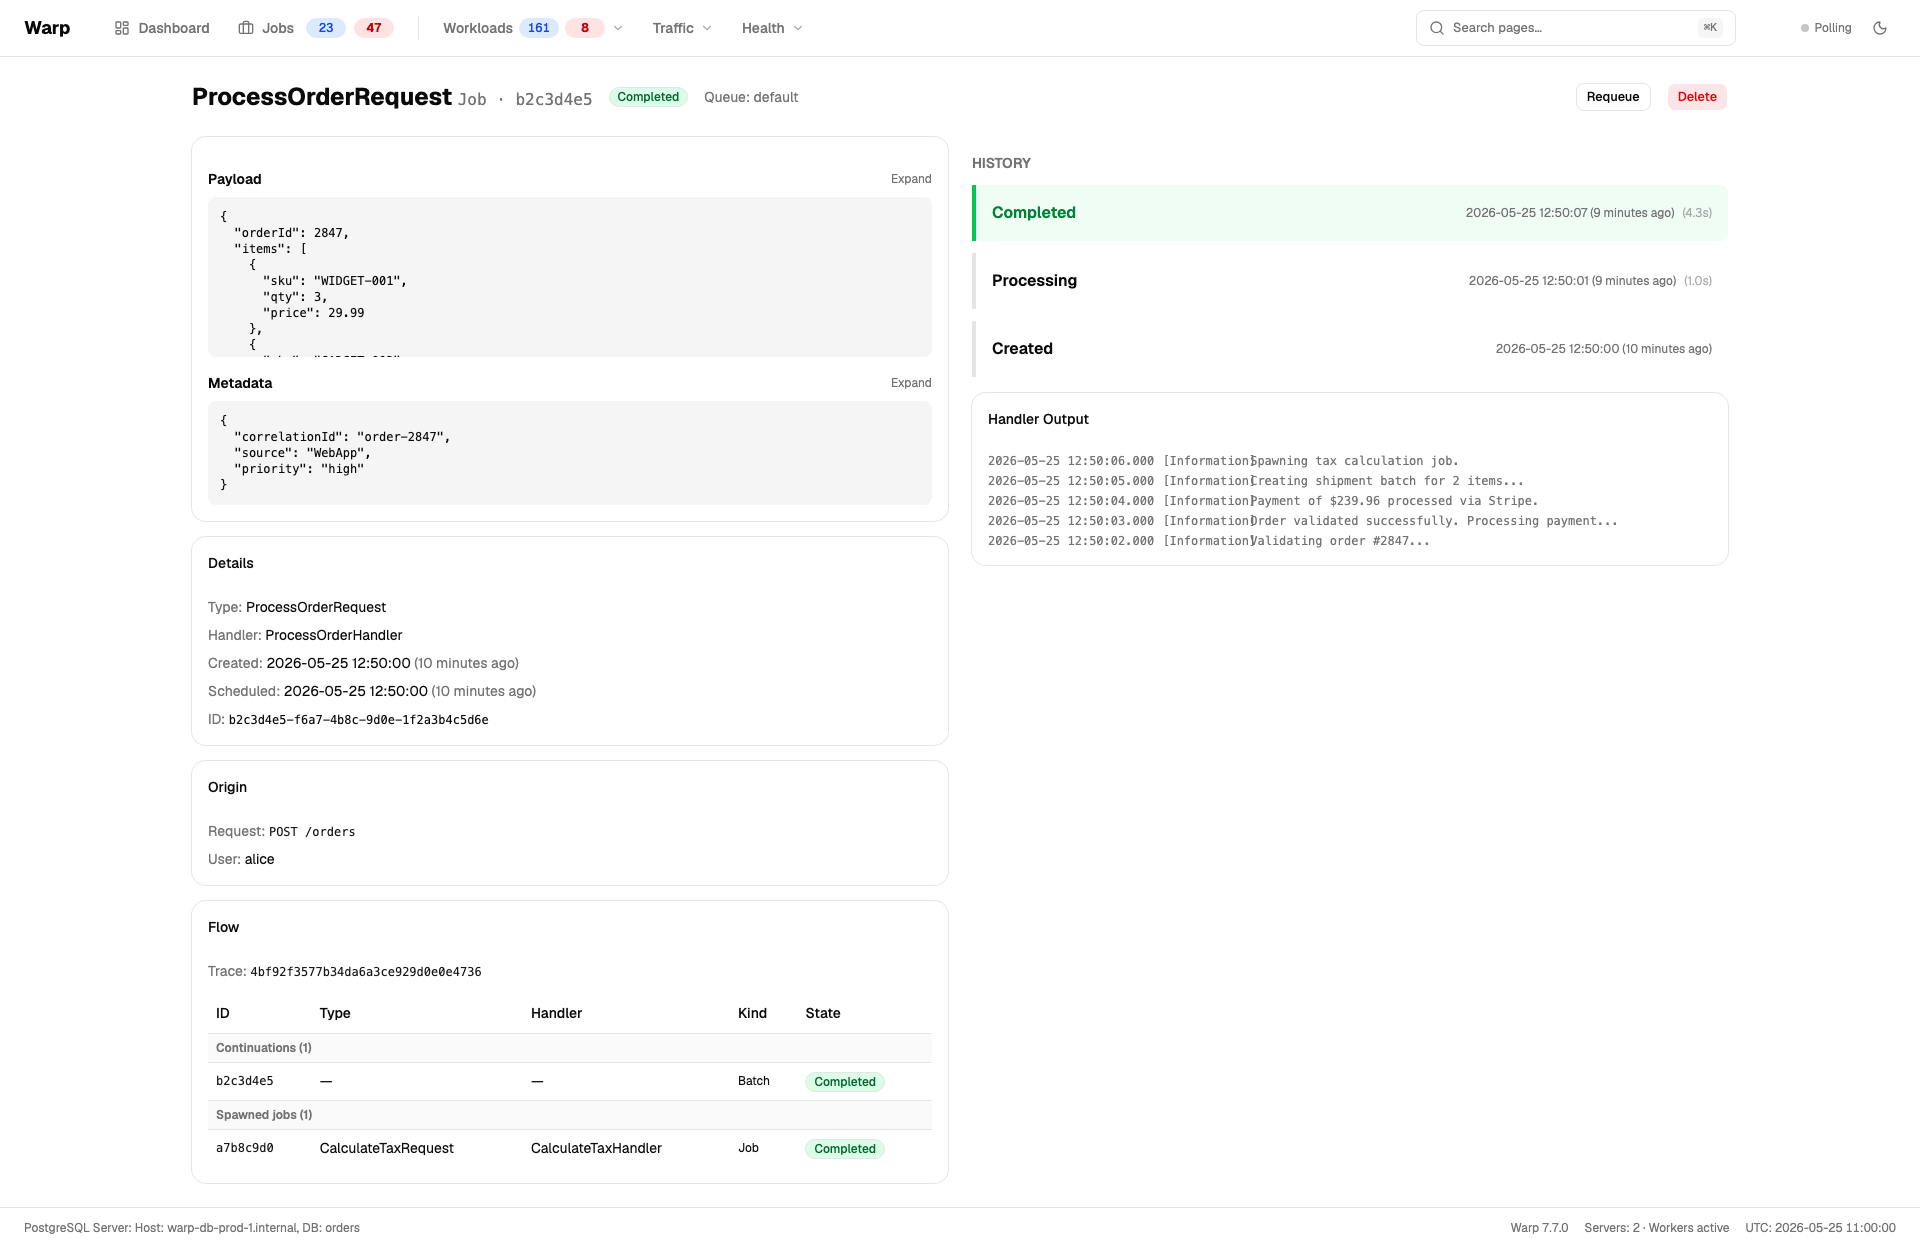 Warp
Dashboard
Jobs 23 47
Workloads 161 8
Traffic
Health
Search pages...
⌘K
Polling
ProcessOrderRequest Job · b2c3d4e5 Completed Queue: default
Requeue
Delete
Payload
Expand
{
"orderId": 2847,
"items": [
{
"sku": "WIDGET-001",
"qty": 3,
"price": 29.99
},
{
Metadata
Expand
{
"correlationId": "order-2847",
"source": "WebApp",
"priority": "high"
}
Details
Type: ProcessOrderRequest
Handler: ProcessOrderHandler
Created: 2026-05-25 12:50:00 (10 minutes ago)
Scheduled: 2026-05-25 12:50:00 (10 minutes ago)
ID: b2c3d4e5-f6a7-4b8c-9d0e-1f2a3b4c5d6e
Origin
Request: POST /orders
User: alice
Flow
Trace: 4bf92f3577b34da6a3ce929d0e0e4736
ID Type Handler Kind State
Continuations (1)
b2c3d4e5 — — Batch Completed
Spawned jobs (1)
a7b8c9d0 CalculateTaxRequest CalculateTaxHandler Job Completed
HISTORY
Completed 2026-05-25 12:50:07 (9 minutes ago) (4.3s)
Processing 2026-05-25 12:50:01 (9 minutes ago) (1.0s)
Created 2026-05-25 12:50:00 (10 minutes ago)
Handler Output
2026-05-25 12:50:06.000 [Information] Spawning tax calculation job.
2026-05-25 12:50:05.000 [Information] Creating shipment batch for 2 items...
2026-05-25 12:50:04.000 [Information] Payment of $239.96 processed via Stripe.
2026-05-25 12:50:03.000 [Information] Order validated successfully. Processing payment...
2026-05-25 12:50:02.000 [Information] Validating order #2847...
PostgreSQL Server: Host: warp-db-prod-1.internal, DB: orders
Warp 7.7.0
Servers: 2 · Workers active
UTC: 2026-05-25 11:00:00